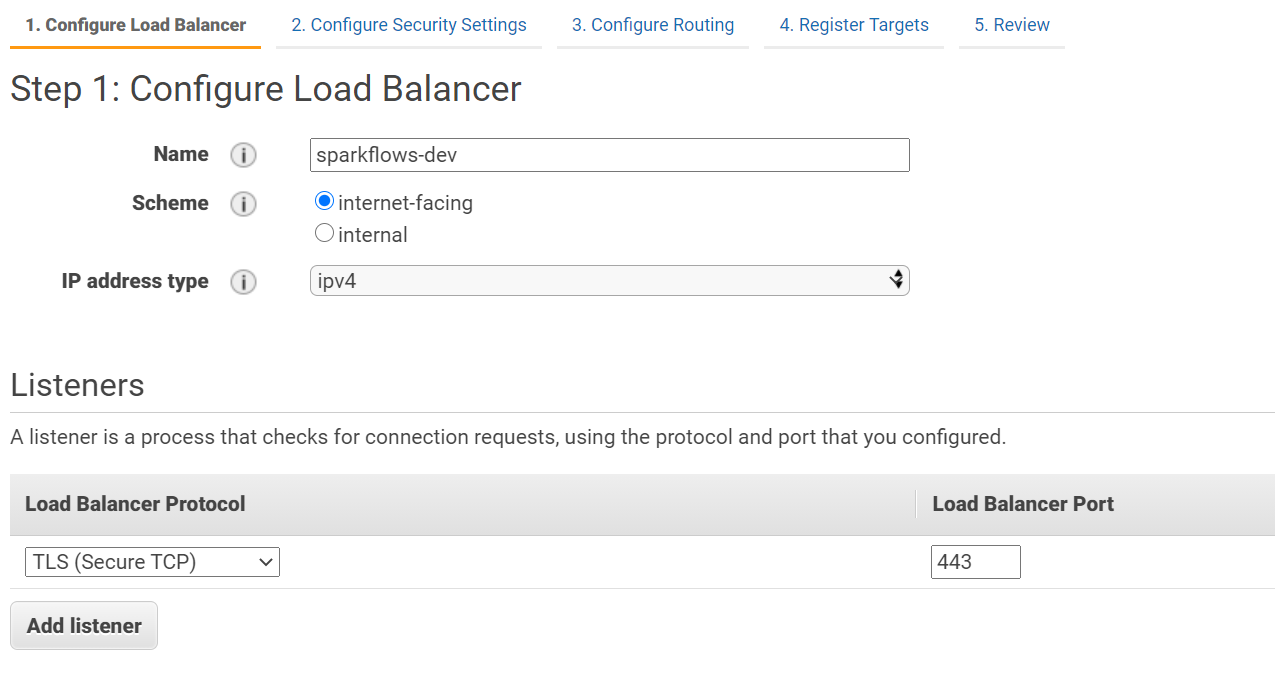 1. Configure Load Balancer 2. Configure Security Settings 3. Configure Routing 4. Register Targets 5. Review
Step 1: Configure Load Balancer
Name i sparkflows-dev
Scheme i internet-facing
internal
IP address type i ipv4
Listeners
A listener is a process that checks for connection requests, using the protocol and port that you configured.
Load Balancer Protocol Load Balancer Port
TLS (Secure TCP) 443
Add listener